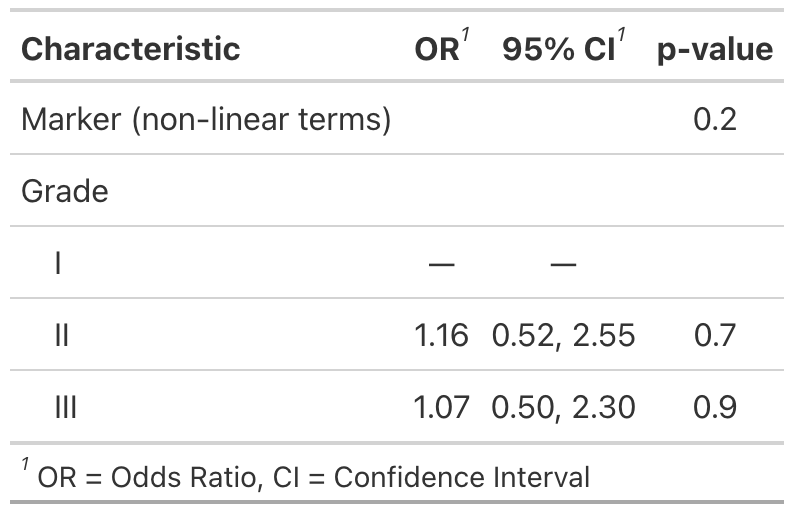 Characteristic OR¹ 95% CI¹ p-value
Marker (non-linear terms) 0.2
Grade
I — —
II 1.16 0.52, 2.55 0.7
III 1.07 0.50, 2.30 0.9
¹ OR = Odds Ratio, CI = Confidence Interval